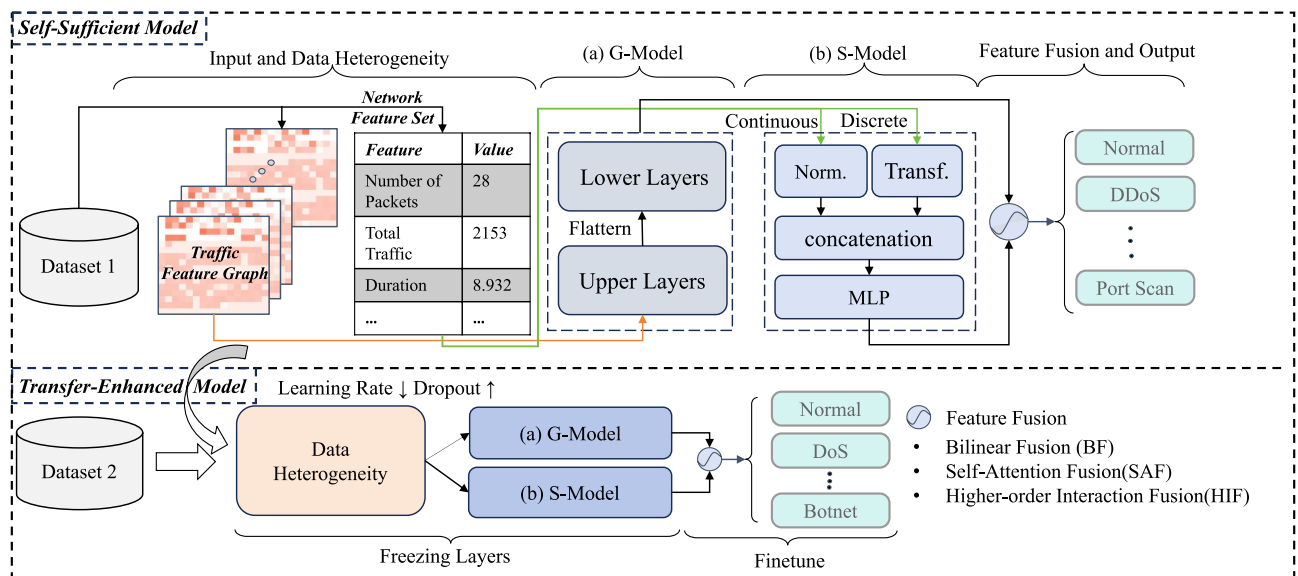 Self-Sufficient Model
Input and Data Heterogeneity
(a) G-Model
(b) S-Model
Feature Fusion and Output
Dataset 1
Traffic
Feature Graph
Network
Feature Set
Feature Value
Number of
Packets
28
Total
Traffic
2153
Duration 8.932
... ...
Lower Layers
Flattern
Upper Layers
Continuous Discrete
Norm. Transf.
concatenation
MLP
Normal
DDoS
Port Scan
Transfer-Enhanced Model
Learning Rate ↓ Dropout ↑
Dataset 2
Data
Heterogeneity
(a) G-Model
(b) S-Model
Normal
DoS
Botnet
Feature Fusion
• Bilinear Fusion (BF)
• Self-Attention Fusion(SAF)
• Higher-order Interaction Fusion(HIF)
Freezing Layers
Finetune